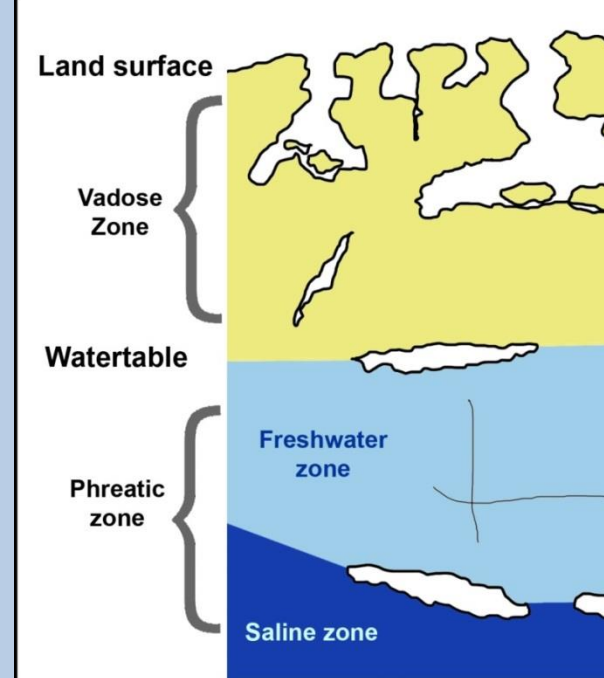 Land surface
Vadose
Zone
Watertable
Freshwater
zone
Phreatic
zone
Saline zone